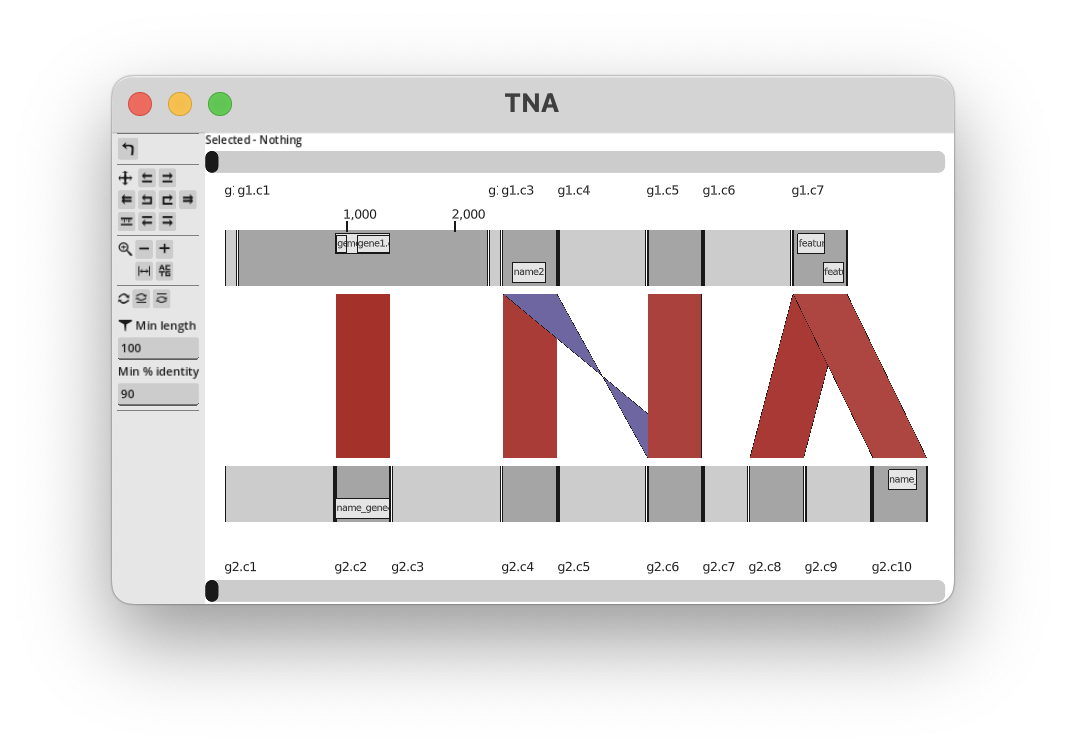 TNA
Selected - Nothing
g1.c1 g1.c3 g1.c4 g1.c5 g1.c6 g1.c7
1,000 2,000
gene1.
featur
name2
Min length
100
Min % identity
90
name_
name_gene
g2.c1 g2.c2 g2.c3 g2.c4 g2.c5 g2.c6 g2.c7 g2.c8 g2.c9 g2.c10